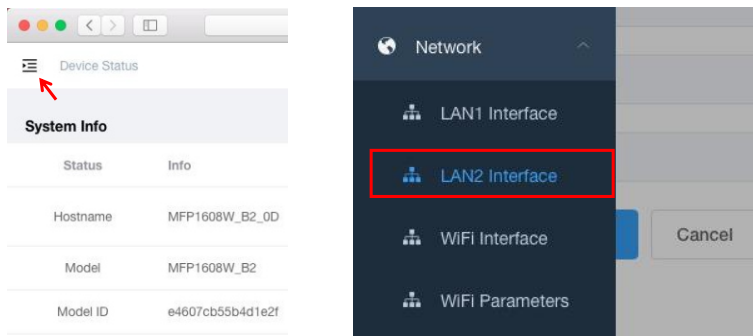 Device Status
System Info
Status Info
Hostname MFP1608W_B2_0D
Model MFP1608W_B2
Model ID e4607cb55b4d1e2f
Network
LAN1 Interface
LAN2 Interface
WiFi Interface
WiFi Parameters
Cancel